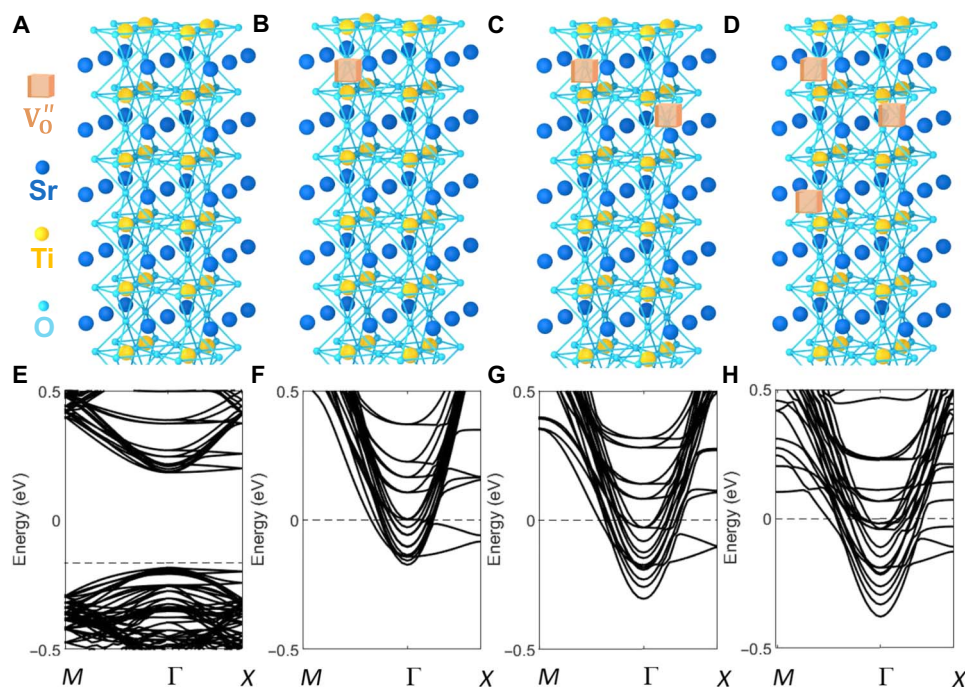 A B C D
V″O
Sr
Ti
O
E F G H
0.5 0.5 0.5 0.5
Energy (eV) Energy (eV) Energy (eV) Energy (eV)
0 0 0 0
−0.5 −0.5 −0.5 −0.5
M Γ X M Γ X M Γ X M Γ X